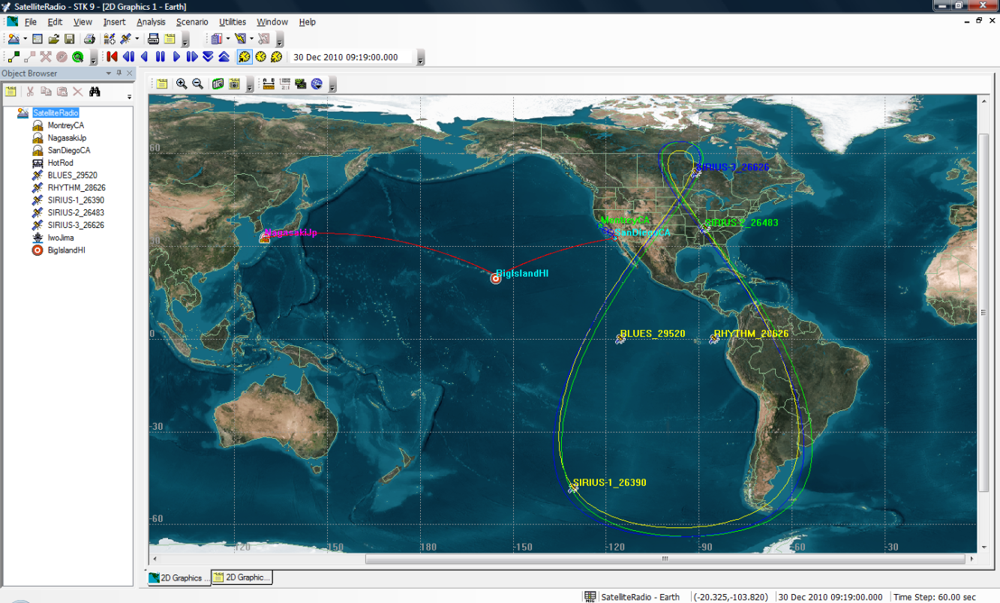 SatelliteRadio - STK 9 - [2D Graphics 1 - Earth]
File Edit View Insert Analysis Scenario Utilities Window Help
30 Dec 2010 09:19:00.000
Object Browser
SatelliteRadio
MontreyCA
NagasakiJp
SanDiegoCA
HotRod
BLUES_29520
RHYTHM_28626
SIRIUS-1_26390
SIRIUS-2_26483
SIRIUS-3_26626
IwoJima
BigIslandHI
60
SIRIUS-3_26626
MontreyCA
SIRIUS-2_26483
NagasakiJp
SanDiegoCA
BigIslandHI
0
BLUES_29520
RHYTHM_28626
-30
SIRIUS-1_26390
-60
120 150 180 -150 -120 -90 -60 -30
2D Graphics ... 2D Graphic...
SatelliteRadio - Earth (-20.325,-103.820) 30 Dec 2010 09:19:00.000 Time Step: 60.00 sec